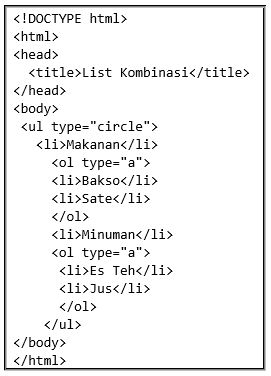 <!DOCTYPE html>
<html>
<head>
  <title>List Kombinasi</title>
</head>
<body>
 <ul type="circle">
   <li>Makanan</li>
     <ol type="a">
     <li>Bakso</li>
     <li>Sate</li>
     </ol>
     <li>Minuman</li>
     <ol type="a">
      <li>Es Teh</li>
      <li>Jus</li>
      </ol>
    </ul>
</body>
</html>